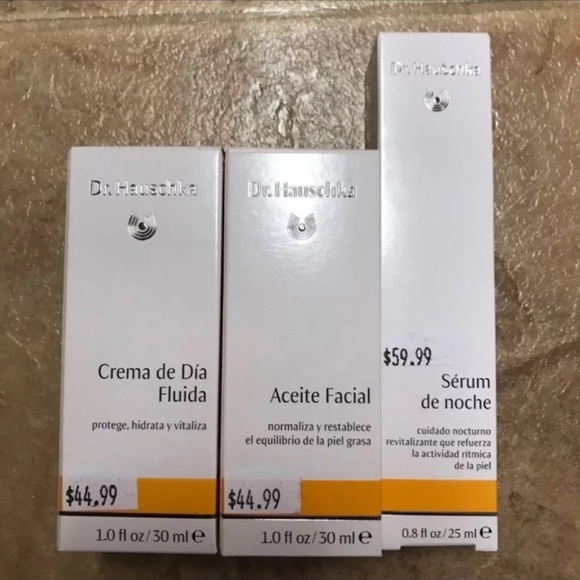 Dr. Hauschka
Crema de Día
Fluida
protege, hidrata y vitaliza
$44.99
1.0 fl oz/30 ml ℮
Dr. Hauschka
Aceite Facial
normaliza y restablece
el equilibrio de la piel grasa
$44.99
1.0 fl oz/30 ml ℮
Dr. Hauschka
$59.99
Sérum
de noche
cuidado nocturno
revitalizante que refuerza
la actividad rítmica
de la piel
0.8 fl oz/25 ml ℮